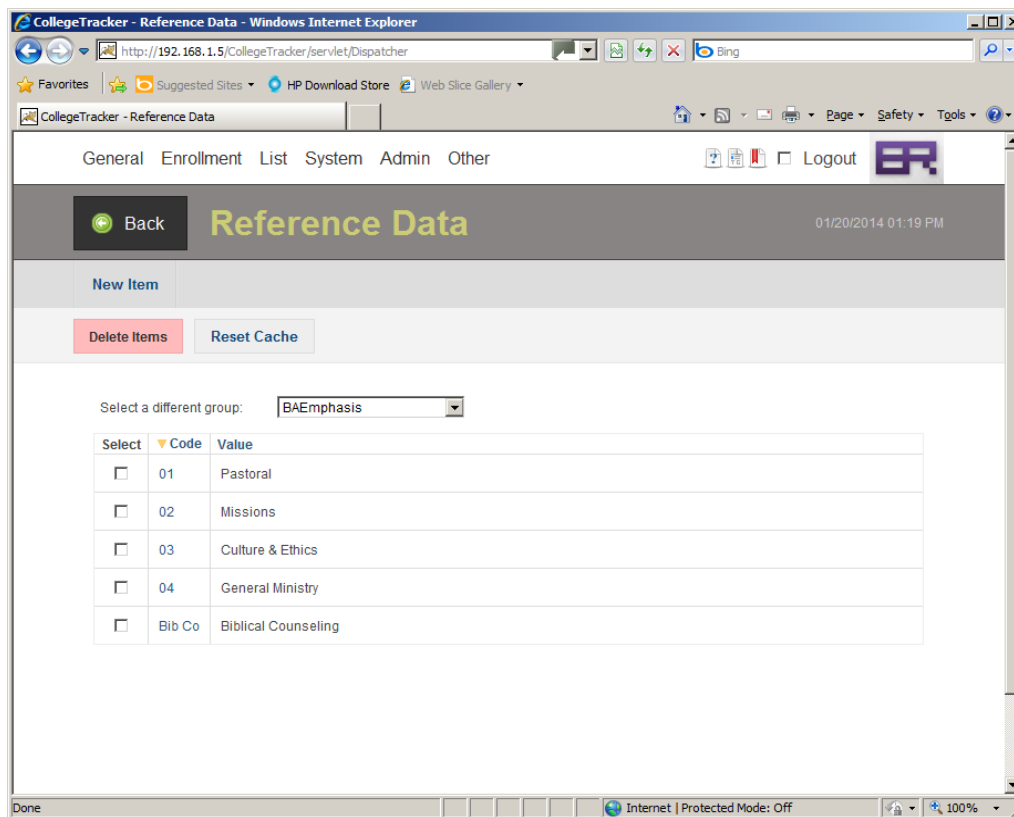 CollegeTracker - Reference Data - Windows Internet Explorer
http://192.168.1.5/CollegeTracker/servlet/Dispatcher Bing
Favorites Suggested Sites HP Download Store Web Slice Gallery
CollegeTracker - Reference Data Page Safety Tools
General Enrollment List System Admin Other Logout ER
Back Reference Data 01/20/2014 01:19 PM
New Item
Delete Items Reset Cache
Select a different group: BAEmphasis
Select Code Value
01 Pastoral
02 Missions
03 Culture & Ethics
04 General Ministry
Bib Co Biblical Counseling
Done Internet | Protected Mode: Off 100%